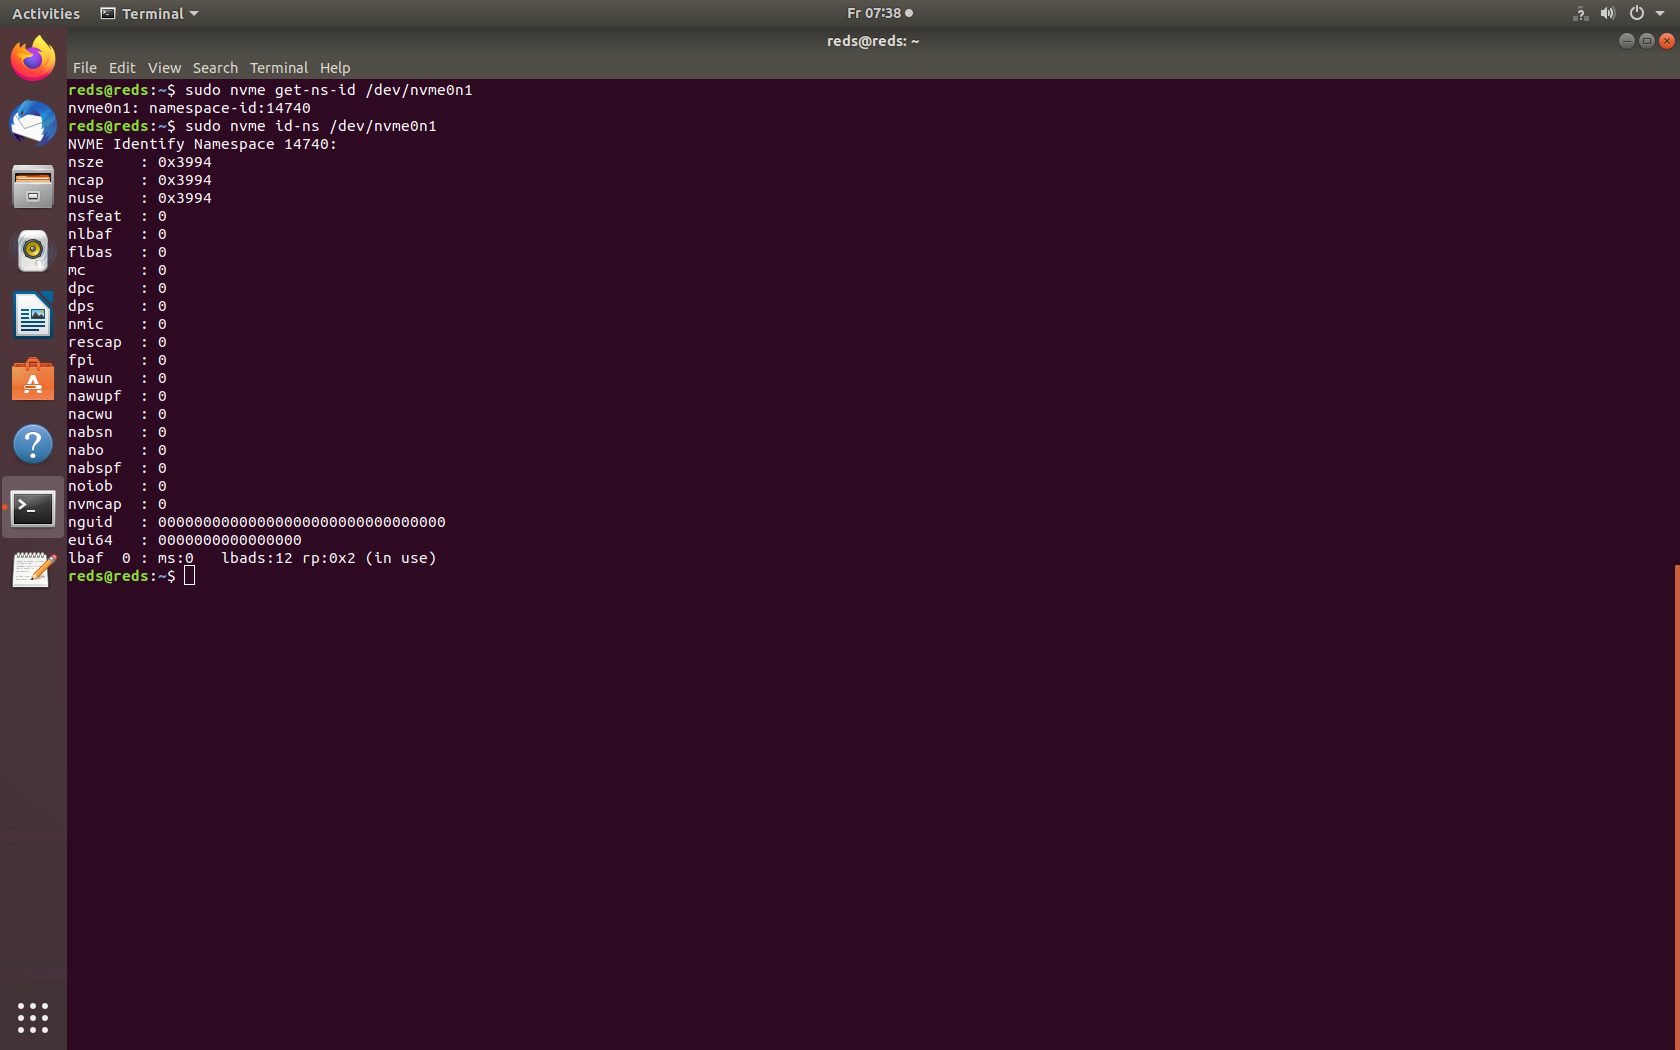 Activities Terminal Fr 07:38
reds@reds: ~
File Edit View Search Terminal Help
reds@reds:~$ sudo nvme get-ns-id /dev/nvme0n1
nvme0n1: namespace-id:14740
reds@reds:~$ sudo nvme id-ns /dev/nvme0n1
NVME Identify Namespace 14740:
nsze    : 0x3994
ncap    : 0x3994
nuse    : 0x3994
nsfeat  : 0
nlbaf   : 0
flbas   : 0
mc      : 0
dpc     : 0
dps     : 0
nmic    : 0
rescap  : 0
fpi     : 0
nawun   : 0
nawupf  : 0
nacwu   : 0
nabsn   : 0
nabo    : 0
nabspf  : 0
noiob   : 0
nvmcap  : 0
nguid   : 00000000000000000000000000000000
eui64   : 0000000000000000
lbaf  0 : ms:0   lbads:12 rp:0x2 (in use)
reds@reds:~$